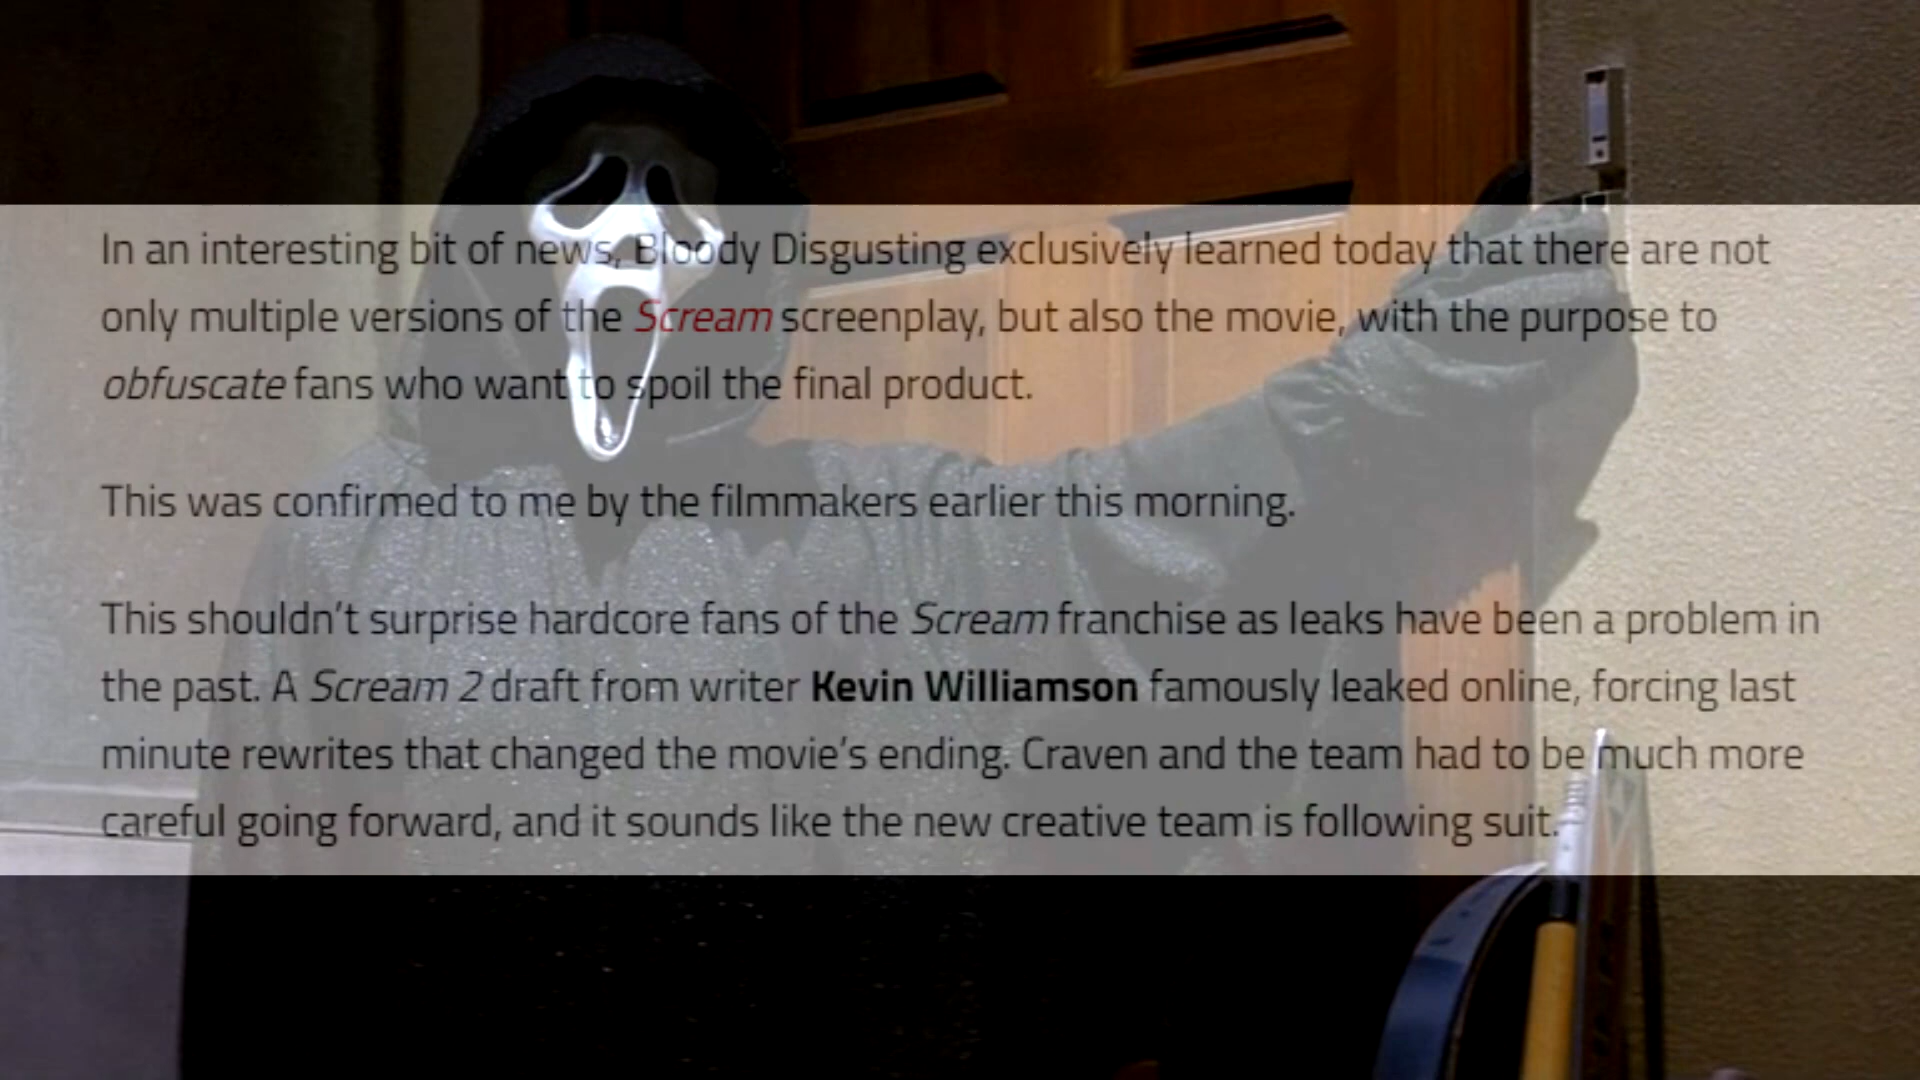 In an interesting bit of news, Bloody Disgusting exclusively learned today that there are not
only multiple versions of the Scream screenplay, but also the movie, with the purpose to
obfuscate fans who want to spoil the final product.
This was confirmed to me by the filmmakers earlier this morning.
This shouldn’t surprise hardcore fans of the Scream franchise as leaks have been a problem in
the past. A Scream 2 draft from writer Kevin Williamson famously leaked online, forcing last
minute rewrites that changed the movie’s ending. Craven and the team had to be much more
careful going forward, and it sounds like the new creative team is following suit.